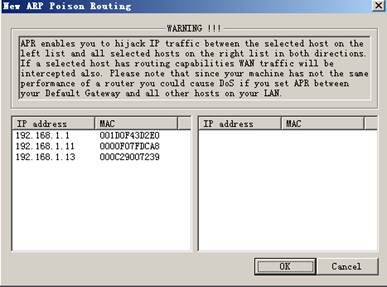 New ARP Poison Routing
WARNING !!!
APR enables you to hijack IP traffic between the selected host on the
left list and all selected hosts on the right list in both directions.
If a selected host has routing capabilities WAN traffic will be
intercepted also. Please note that since your machine has not the same
performance of a router you could cause DoS if you set APR between
your Default Gateway and all other hosts on your LAN.
IP address MAC IP address MAC
192.168.1.1 001D0F43D2E0
192.168.1.11 0000F07FDCA8
192.168.1.13 000C29007239
OK Cancel